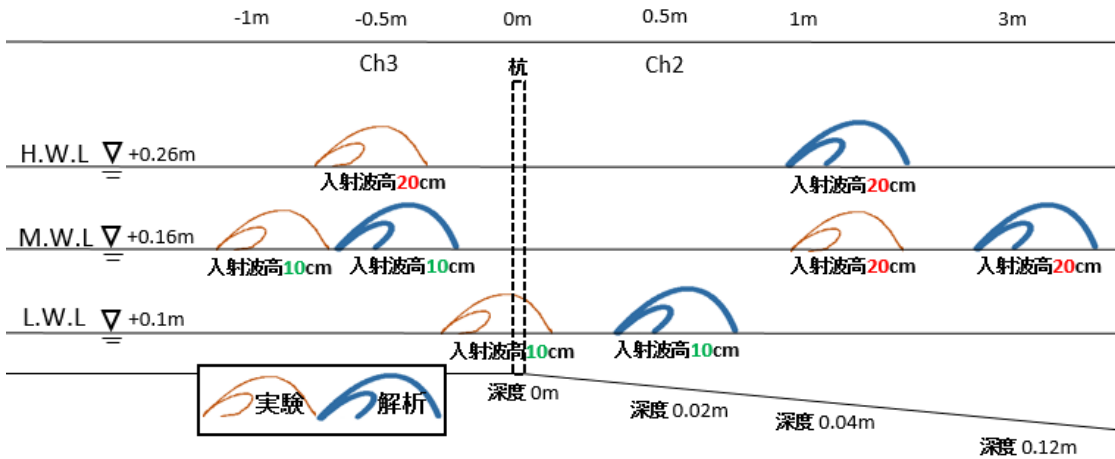 -1m -0.5m 0m 0.5m 1m 3m
Ch3 杭 Ch2
H.W.L +0.26m
入射波高20cm 入射波高20cm
M.W.L +0.16m
入射波高10cm 入射波高10cm 入射波高20cm 入射波高20cm
L.W.L +0.1m
入射波高10cm 入射波高10cm
実験 解析
深度 0m
深度 0.02m
深度 0.04m
深度 0.12m